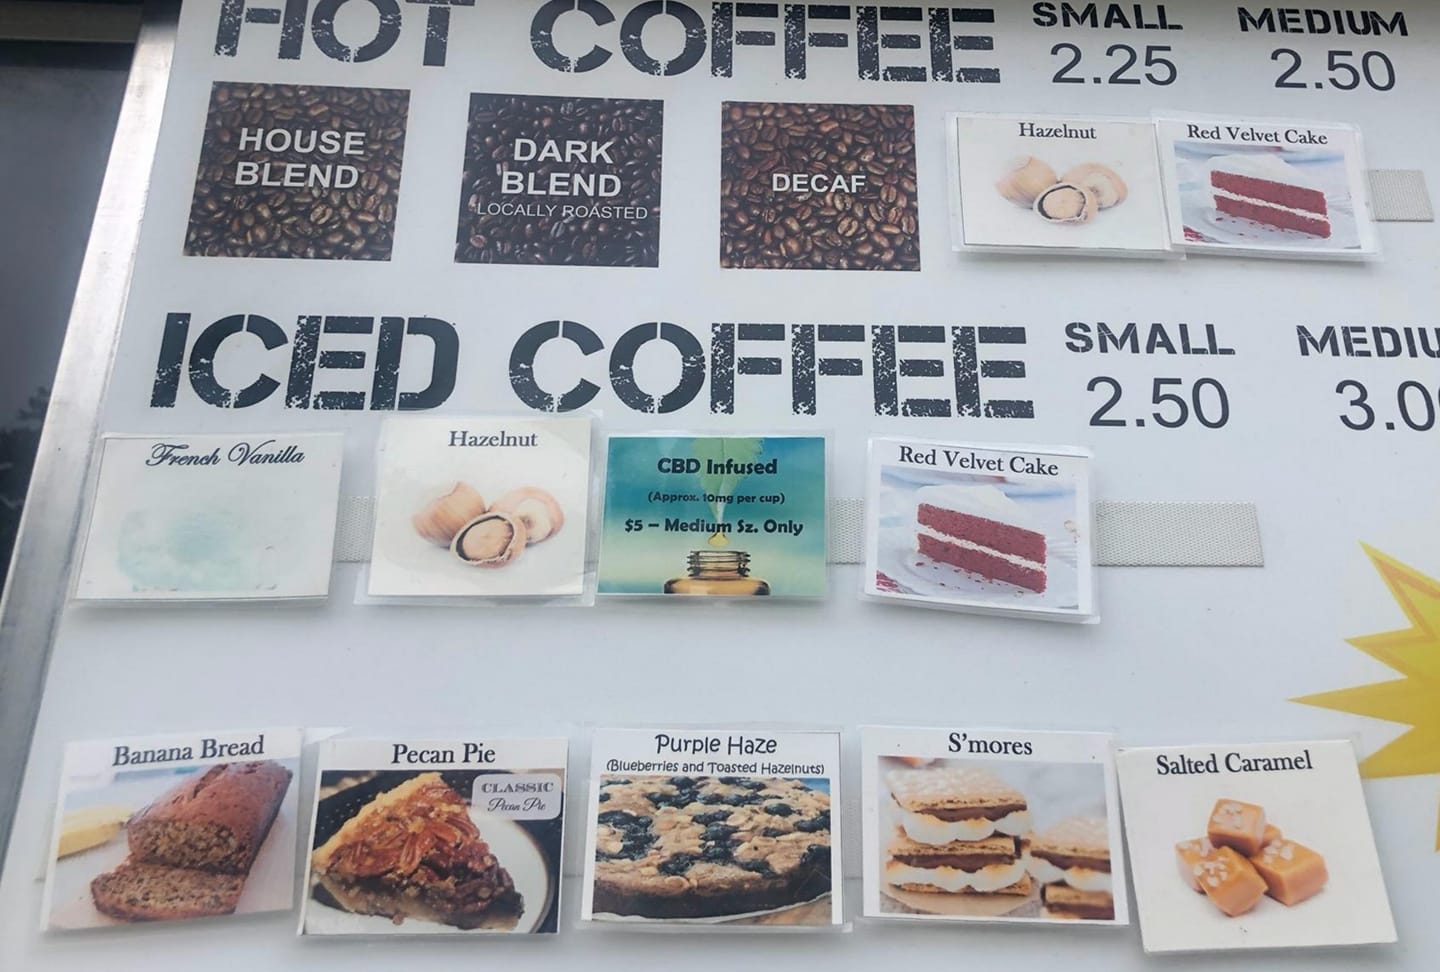 HOT COFFEE SMALL MEDIUM
2.25 2.50
HOUSE
BLEND
DARK
BLEND
LOCALLY ROASTED
DECAF
Hazelnut
Red Velvet Cake
ICED COFFEE SMALL
2.50
French Vanilla
Hazelnut
CBD Infused
(Approx. 10mg per cup)
$5 – Medium Sz. Only
Red Velvet Cake
Banana Bread
Pecan Pie
CLASSIC
Pecan Pie
Purple Haze
(Blueberries and Toasted Hazelnuts)
S'mores
Salted Caramel